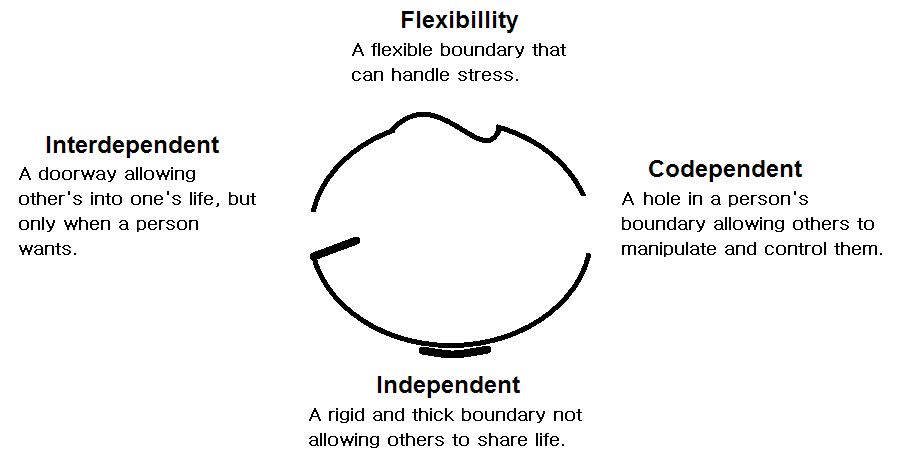 Flexibillity
A flexible boundary that
can handle stress.
Interdependent
A doorway allowing
other's into one's life, but
only when a person
wants.
Codependent
A hole in a person's
boundary allowing others to
manipulate and control them.
Independent
A rigid and thick boundary not
allowing others to share life.